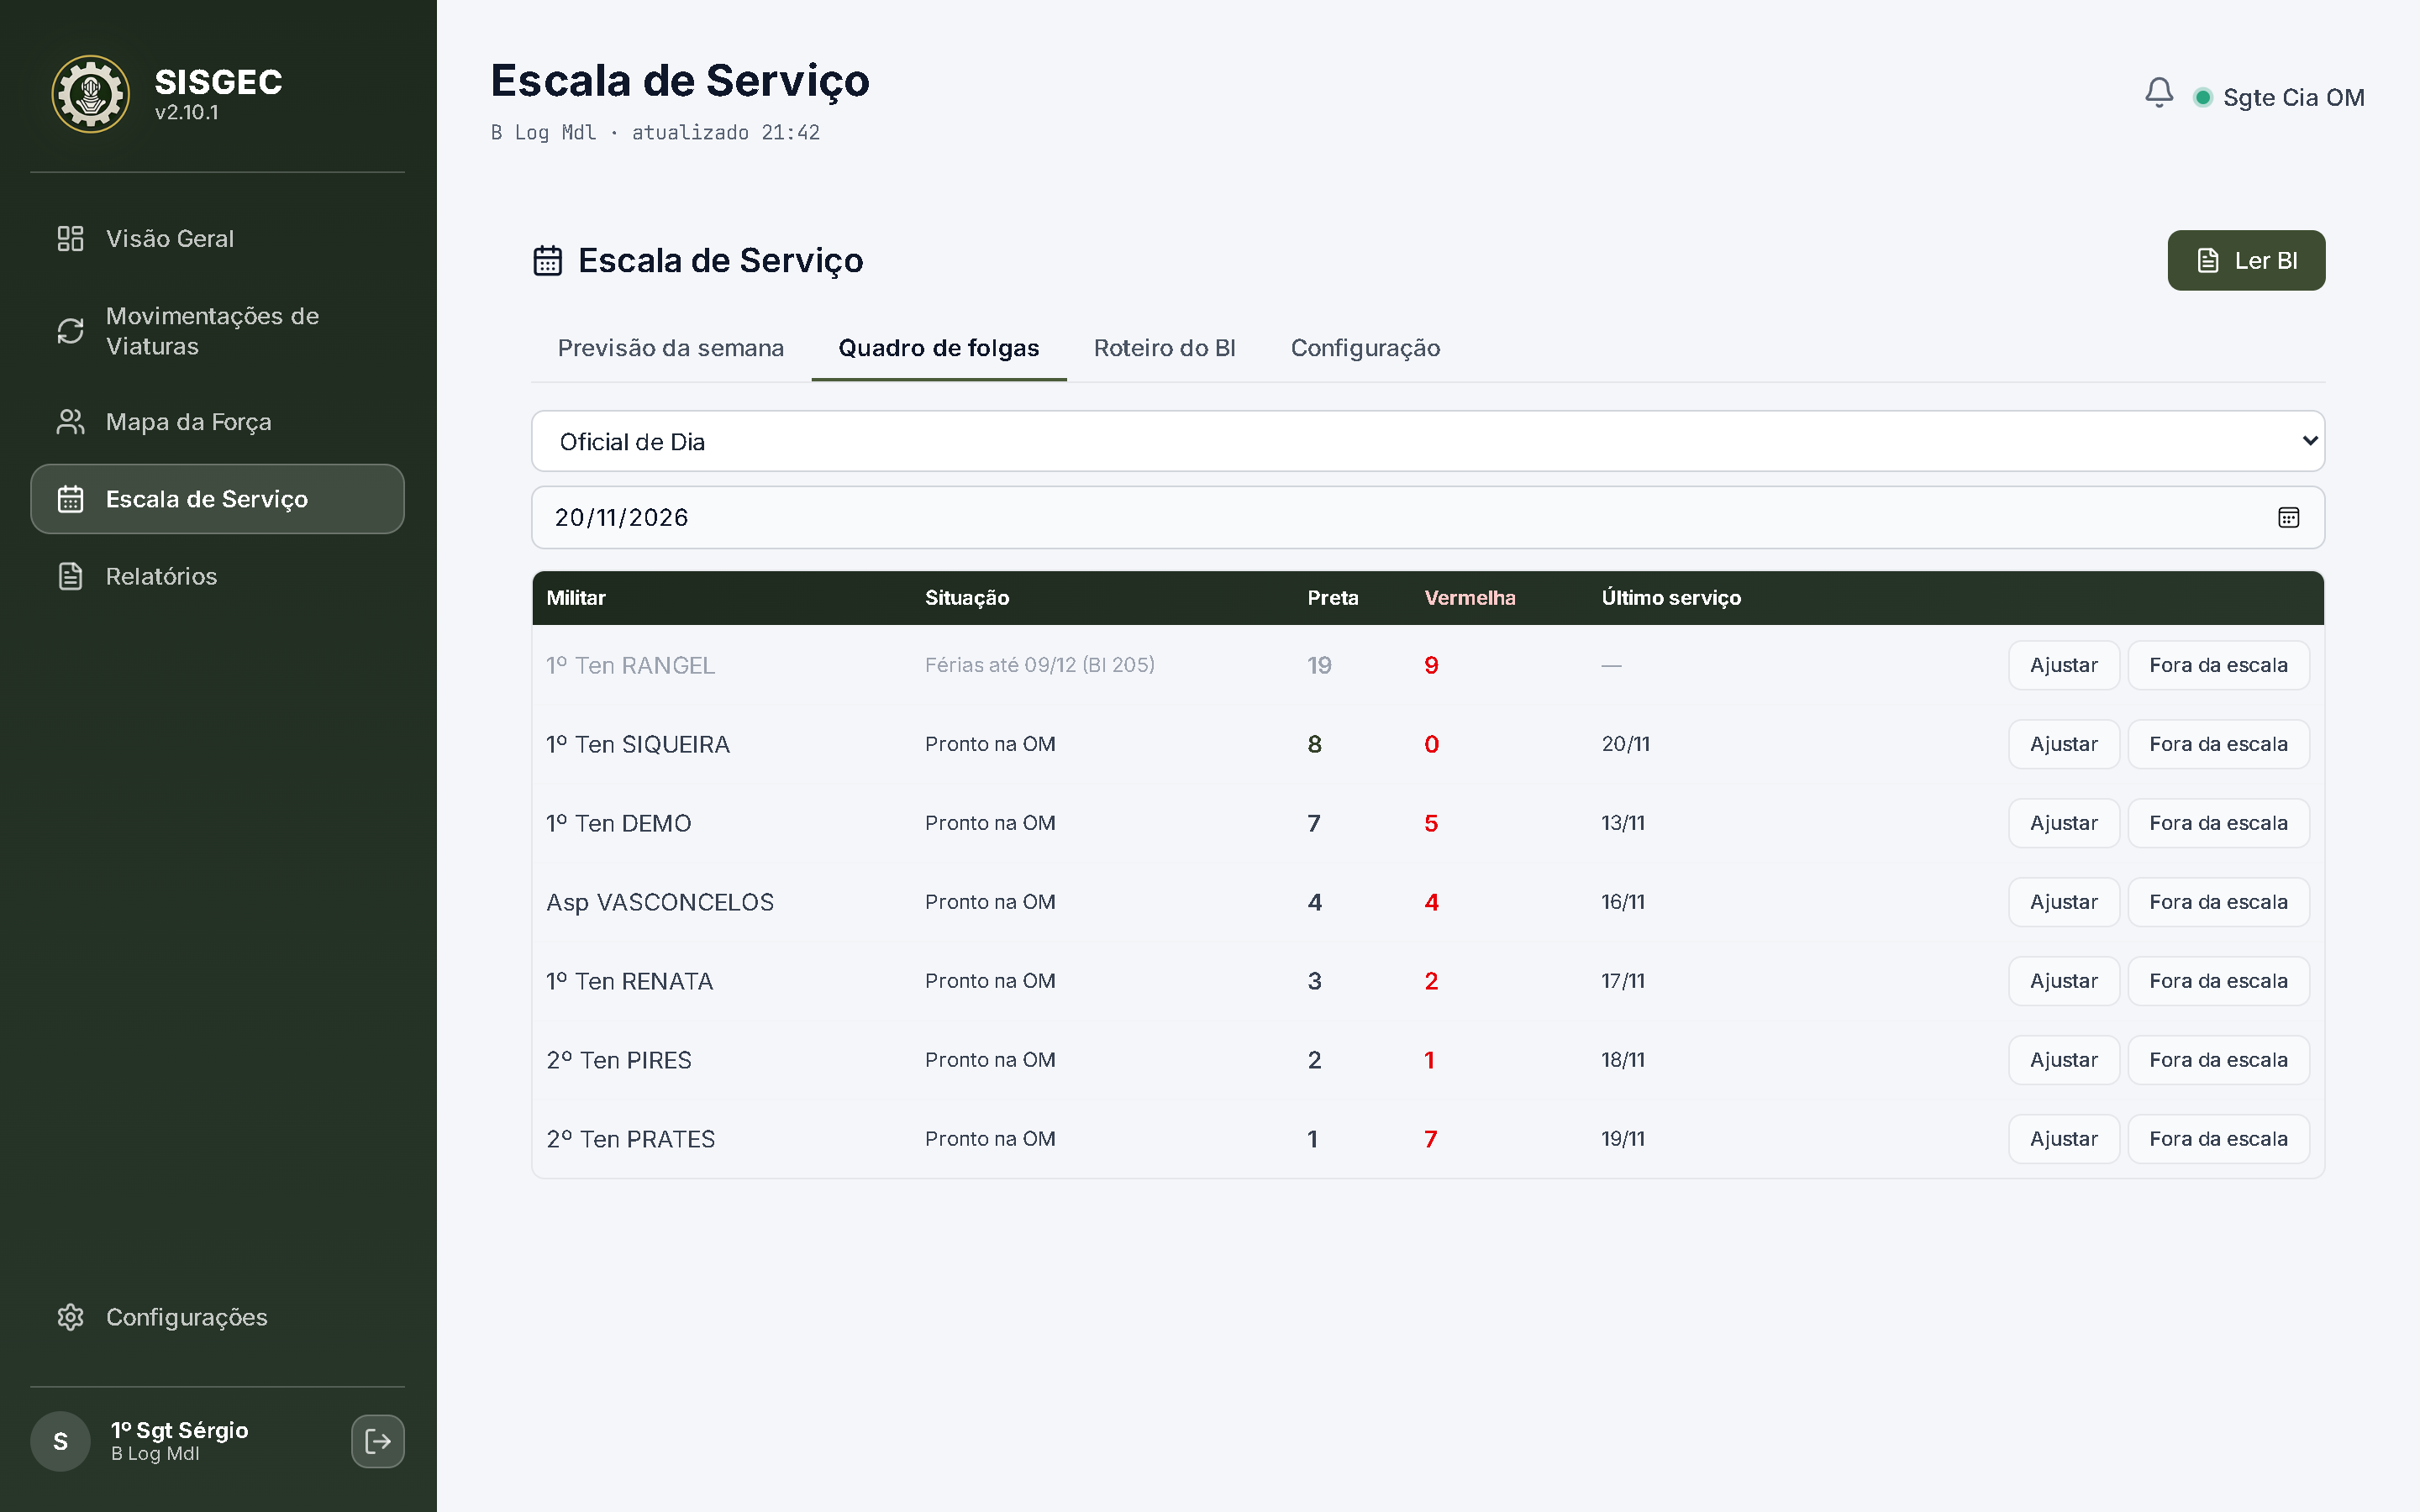 SISGEC
v2.10.1
Visão Geral
Movimentações de
Viaturas
Mapa da Força
Escala de Serviço
Relatórios
Configurações
S
1º Sgt Sérgio
B Log Mdl
Escala de Serviço
B Log Mdl · atualizado 21:42
Sgte Cia OM
Escala de Serviço
Ler BI
Previsão da semana Quadro de folgas Roteiro do BI Configuração
Oficial de Dia
20/11/2026
Militar Situação Preta Vermelha Último serviço
1º Ten RANGEL Férias até 09/12 (BI 205) 19 9 — Ajustar Fora da escala
1º Ten SIQUEIRA Pronto na OM 8 0 20/11 Ajustar Fora da escala
1º Ten DEMO Pronto na OM 7 5 13/11 Ajustar Fora da escala
Asp VASCONCELOS Pronto na OM 4 4 16/11 Ajustar Fora da escala
1º Ten RENATA Pronto na OM 3 2 17/11 Ajustar Fora da escala
2º Ten PIRES Pronto na OM 2 1 18/11 Ajustar Fora da escala
2º Ten PRATES Pronto na OM 1 7 19/11 Ajustar Fora da escala